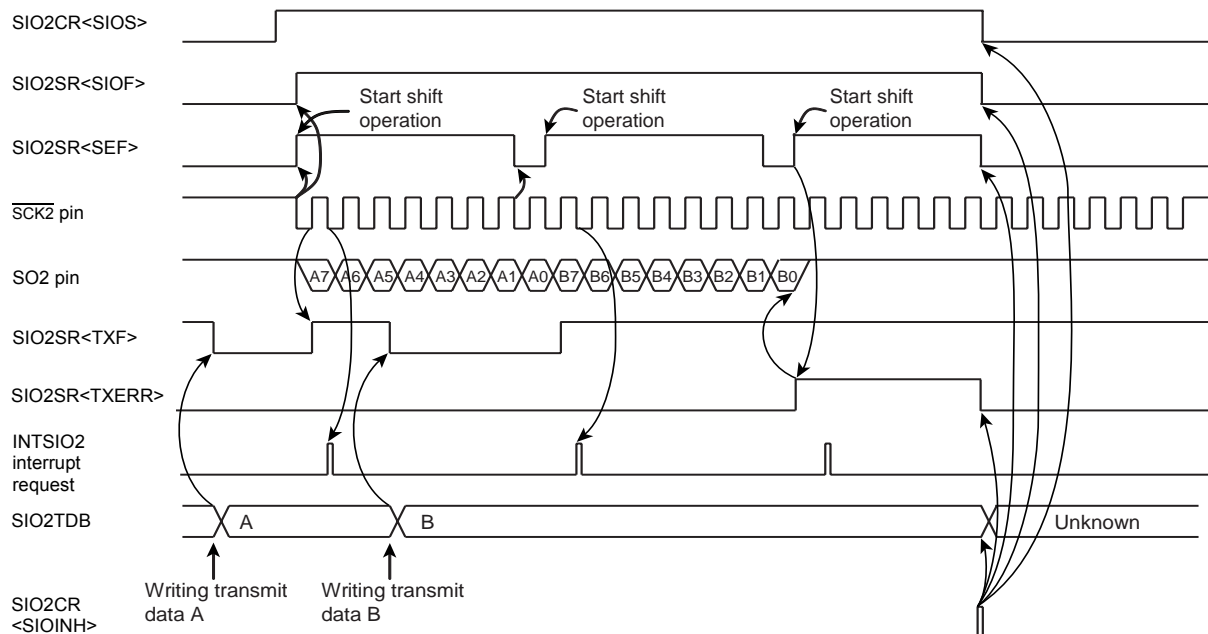 SIO2CR<SIOS>
SIO2SR<SIOF>
Start shift
operation
Start shift
operation
Start shift
operation
SIO2SR<SEF>
SCK2 pin
SO2 pin
A7 A6 A5 A4 A3 A2 A1 A0 B7 B6 B5 B4 B3 B2 B1 B0
SIO2SR<TXF>
SIO2SR<TXERR>
INTSIO2
interrupt
request
SIO2TDB
A
B
Unknown
Writing transmit
data A
Writing transmit
data B
SIO2CR
<SIOINH>